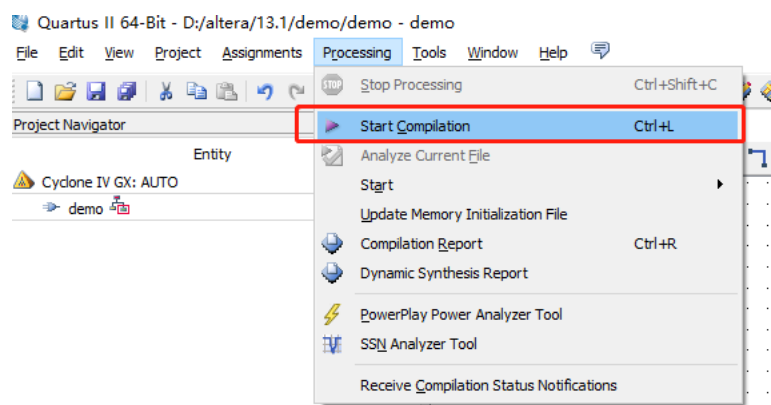 Quartus II 64-Bit - D:/altera/13.1/demo/demo - demo
File Edit View Project Assignments Processing Tools Window Help
STOP Stop Processing Ctrl+Shift+C
Project Navigator
Start Compilation Ctrl+L
Entity
Analyze Current File
Cyclone IV GX: AUTO
Start
demo
Update Memory Initialization File
Compilation Report Ctrl+R
Dynamic Synthesis Report
PowerPlay Power Analyzer Tool
SSN Analyzer Tool
Receive Compilation Status Notifications